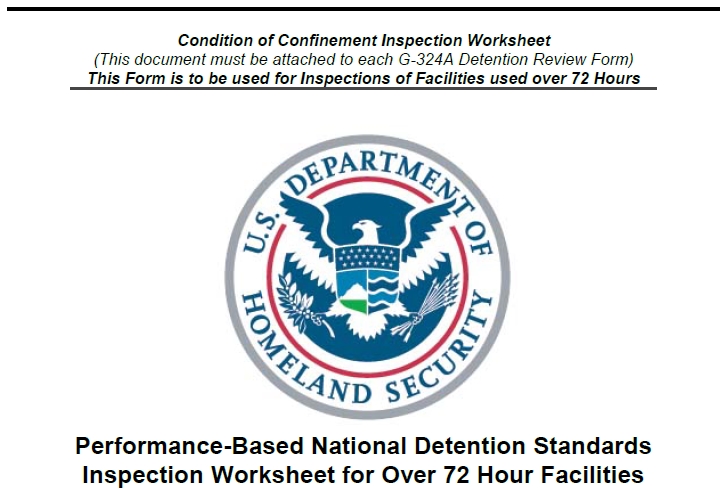 Condition of Confinement Inspection Worksheet
(This document must be attached to each G-324A Detention Review Form)
This Form is to be used for Inspections of Facilities used over 72 Hours
U.S. DEPARTMENT OF
HOMELAND SECURITY
Performance-Based National Detention Standards
Inspection Worksheet for Over 72 Hour Facilities